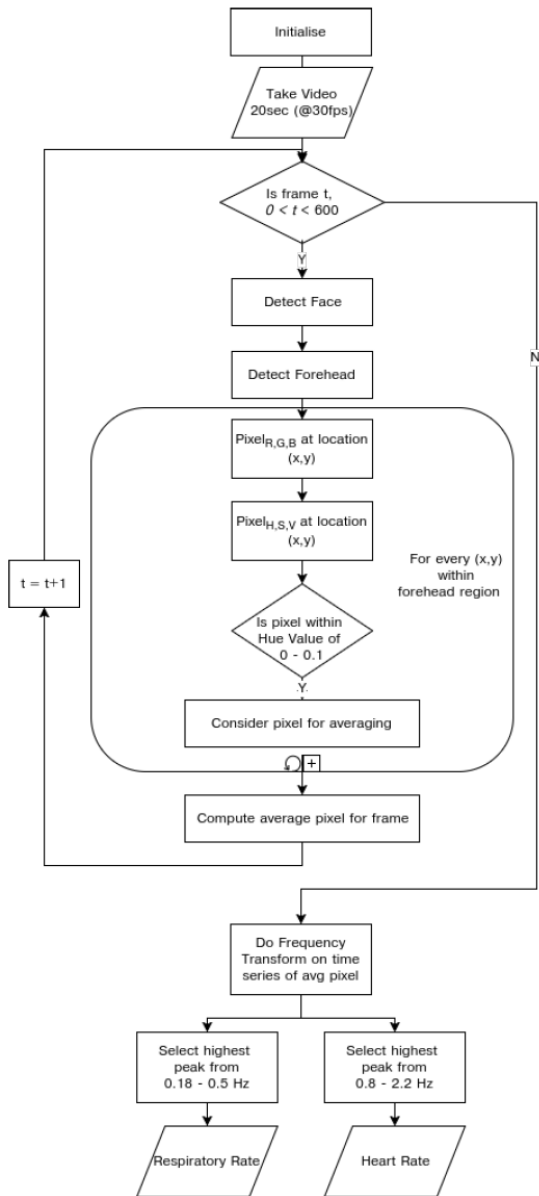 Initialise
Take Video
20sec (@30fps)
Is frame t,
0 < t < 600
Y
N
Detect Face
Detect Forehead
Pixel_R,G,B at location
(x,y)
Pixel_H,S,V at location
(x,y)
For every (x,y)
within
forehead region
t = t+1
Is pixel within
Hue Value of
0 - 0.1
Y
Consider pixel for averaging
+
Compute average pixel for frame
Do Frequency
Transform on time
series of avg pixel
Select highest
peak from
0.18 - 0.5 Hz
Select highest
peak from
0.8 - 2.2 Hz
Respiratory Rate
Heart Rate